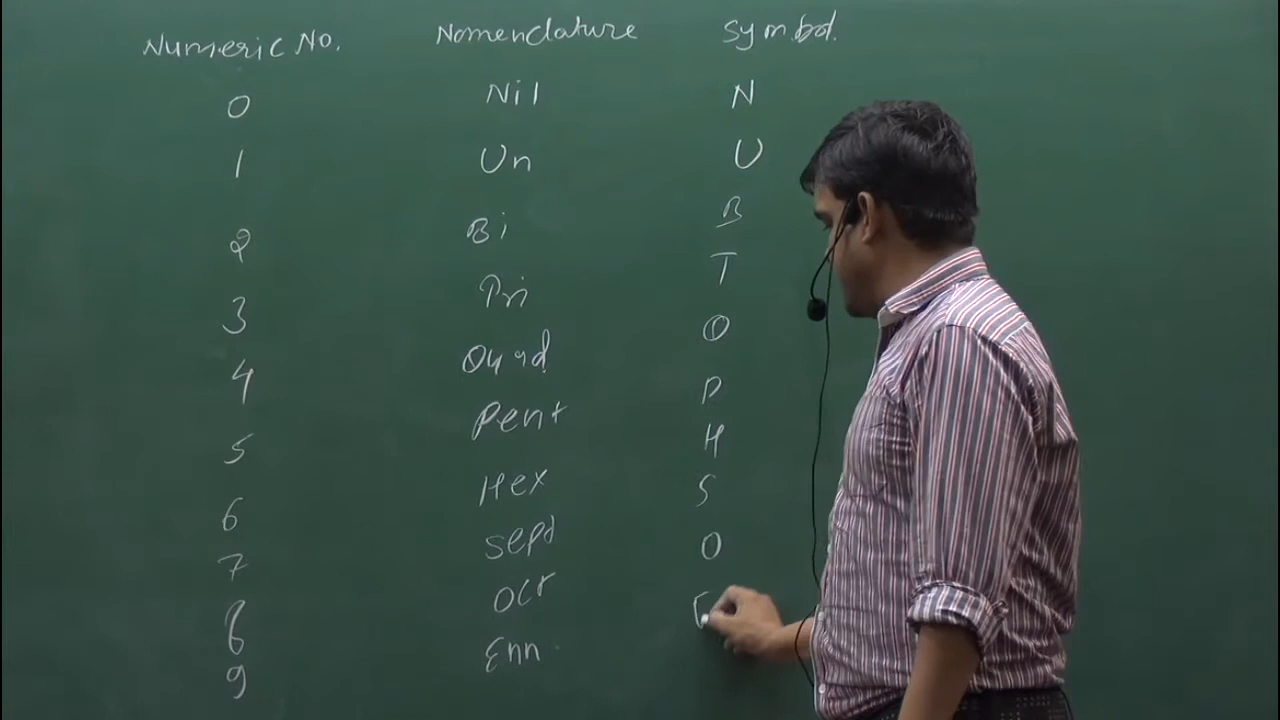 Numeric No. Nomenclature Symbol.
0 Nil N
1 Un U
2 Bi B
3 Tri T
4 Quad Q
5 Pent P
6 Hex H
7 Sept S
8 Oct O
9 Enn E